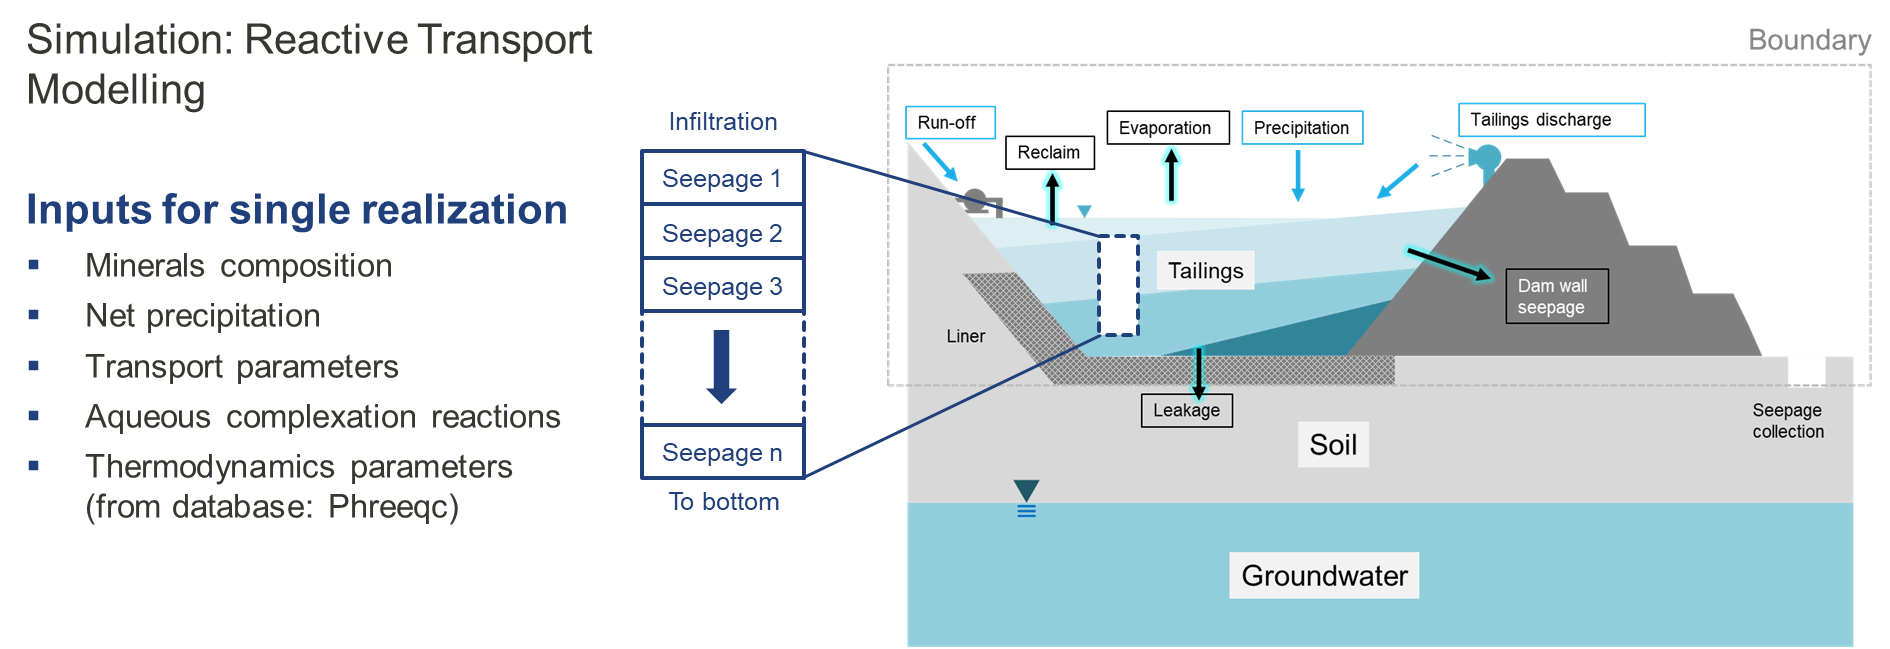 Simulation: Reactive Transport
Modelling
Inputs for single realization
▪ Minerals composition
▪ Net precipitation
▪ Transport parameters
▪ Aqueous complexation reactions
▪ Thermodynamics parameters
(from database: Phreeqc)
Infiltration
Seepage 1
Seepage 2
Seepage 3
Seepage n
To bottom
Boundary
Run-off
Reclaim
Evaporation
Precipitation
Tailings discharge
Tailings
Dam wall
seepage
Liner
Leakage
Seepage
collection
Soil
Groundwater